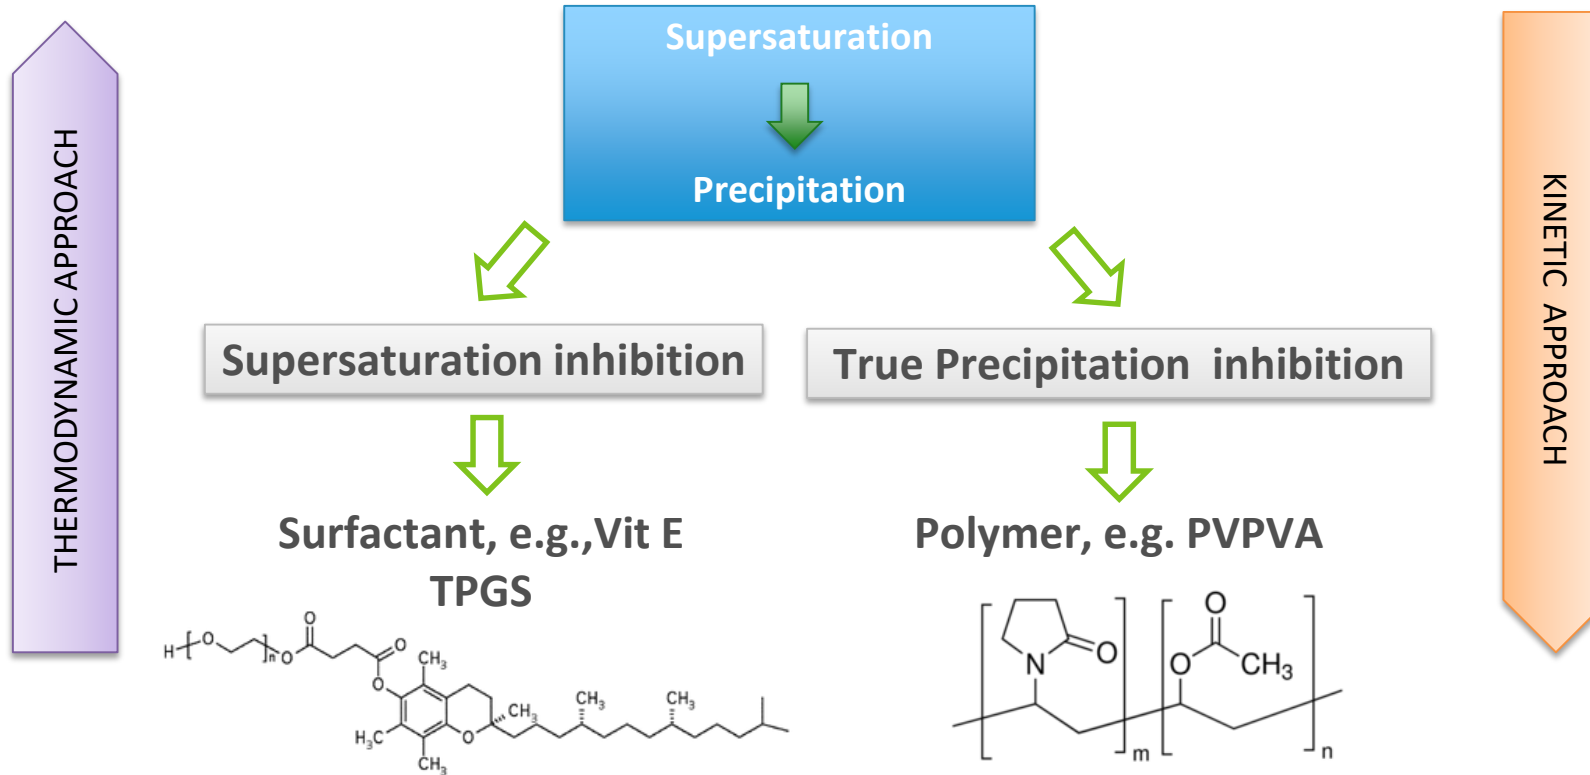 Supersaturation
Precipitation
THERMODYNAMIC APPROACH
KINETIC APPROACH
Supersaturation inhibition
True Precipitation inhibition
Surfactant, e.g.,Vit E
TPGS
Polymer, e.g. PVPVA
H
O
n
O
O
O
O
CH₃
H₃C
CH₃
O
CH₃
CH₃
CH₃
N
O
m
O
O
CH₃
n